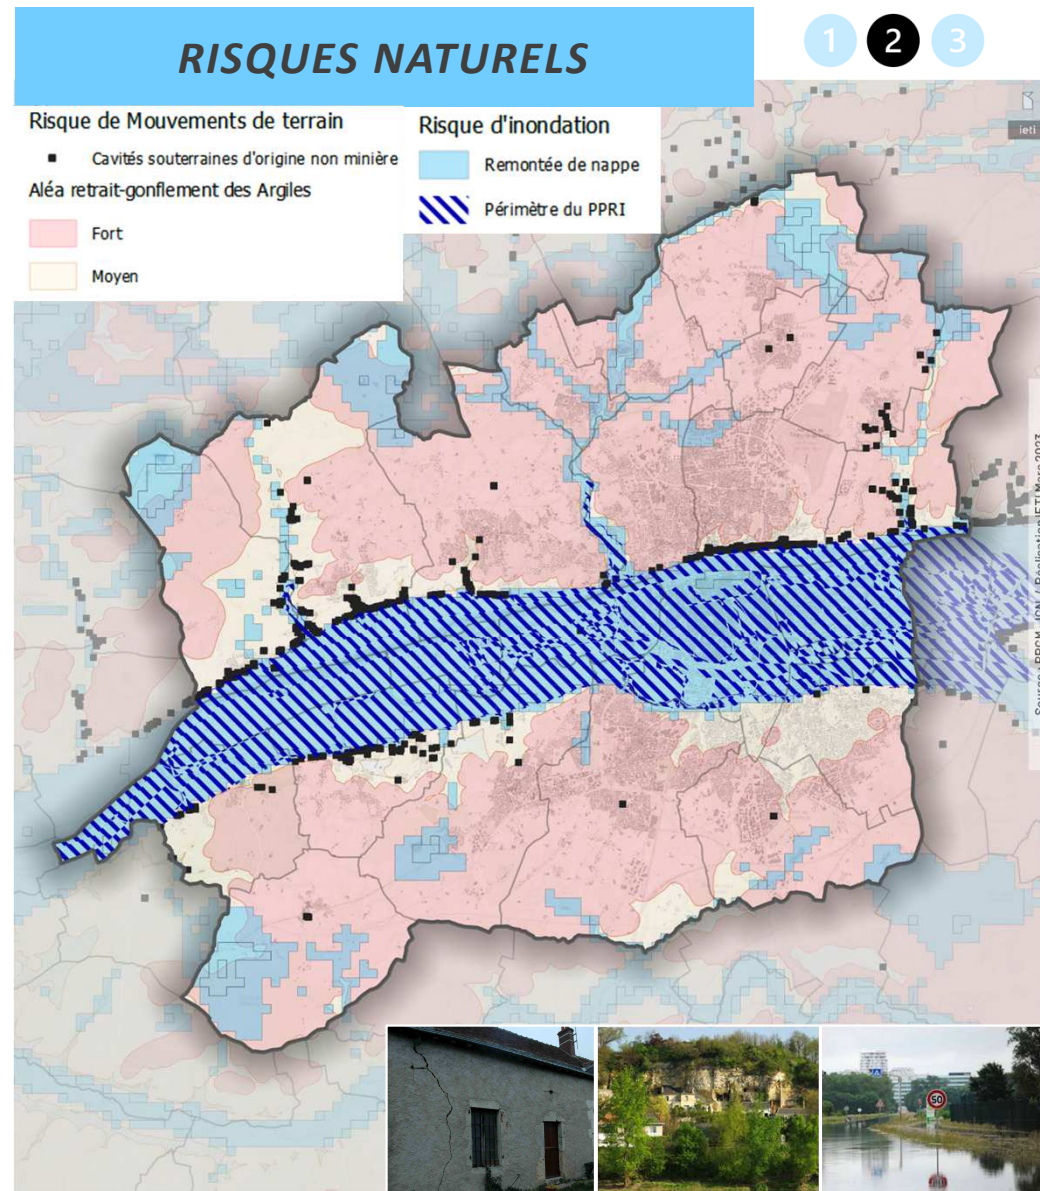 RISQUES NATURELS
1 2 3
Risque de Mouvements de terrain
Cavités souterraines d'origine non minière
Aléa retrait-gonflement des Argiles
Fort
Moyen
Risque d'inondation
Remontée de nappe
Périmètre du PPRI
ieti
50